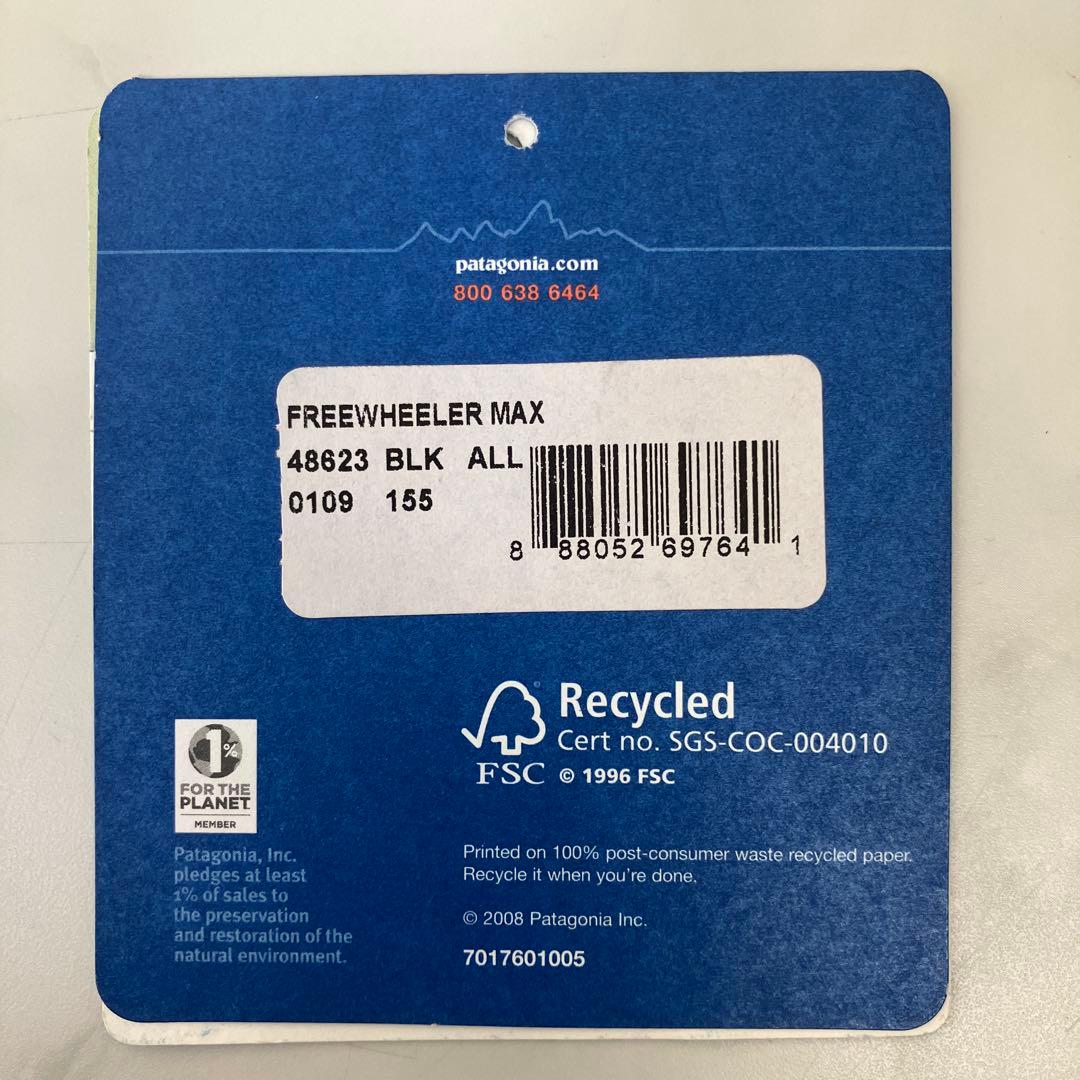 patagonia.com
800 638 6464
FREEWHEELER MAX
48623 BLK ALL
0109 155
8 88052 69764 1
1%
FOR THE
PLANET
MEMBER
Patagonia, Inc.
pledges at least
1% of sales to
the preservation
and restoration of the
natural environment.
Recycled
Cert no. SGS-COC-004010
FSC © 1996 FSC
Printed on 100% post-consumer waste recycled paper.
Recycle it when you're done.
© 2008 Patagonia Inc.
7017601005